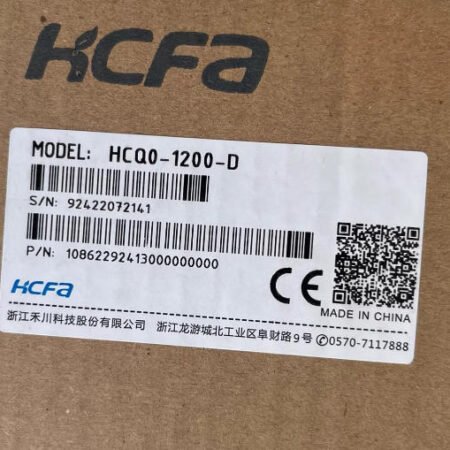 HCFA
MODEL: HCQ0-1200-D
S/N: 92422072141
P/N: 10862292413000000000
CE
MADE IN CHINA
HCFA
浙江禾川科技股份有限公司 浙江龙游城北工业区阜财路9号 ✆0570-7117888